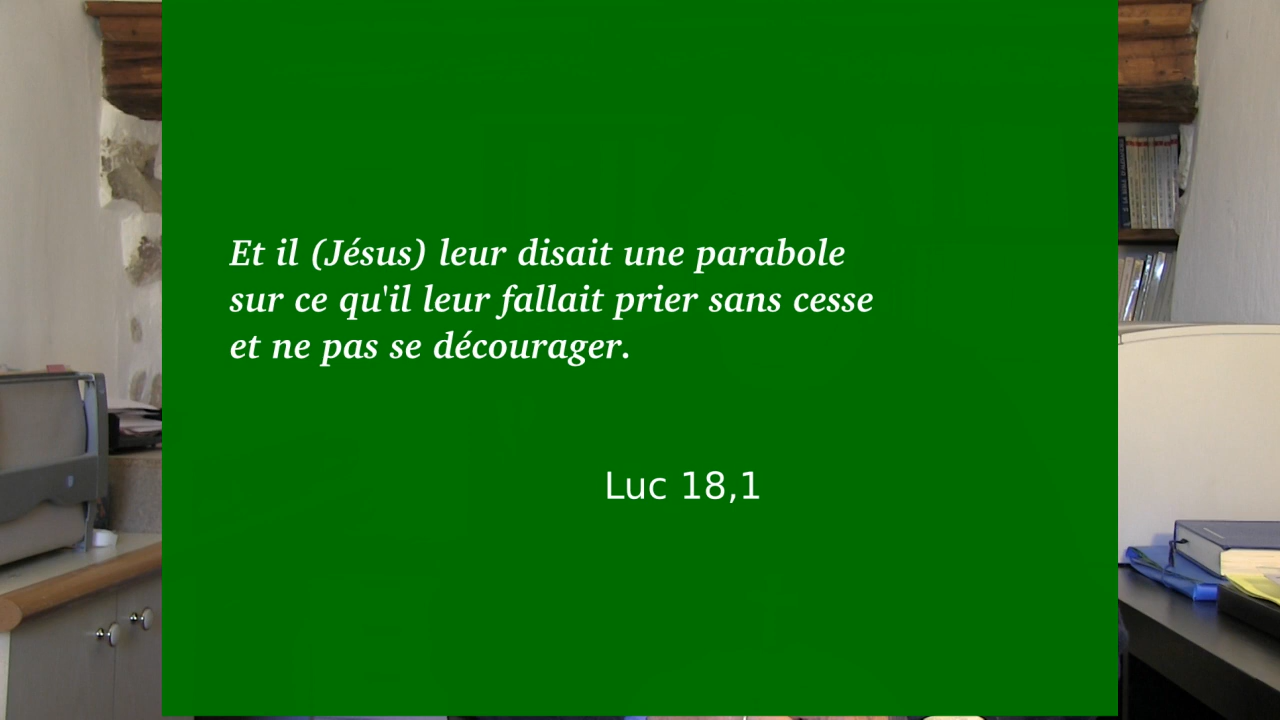 Et il (Jésus) leur disait une parabole
sur ce qu'il leur fallait prier sans cesse
et ne pas se décourager.
Luc 18,1